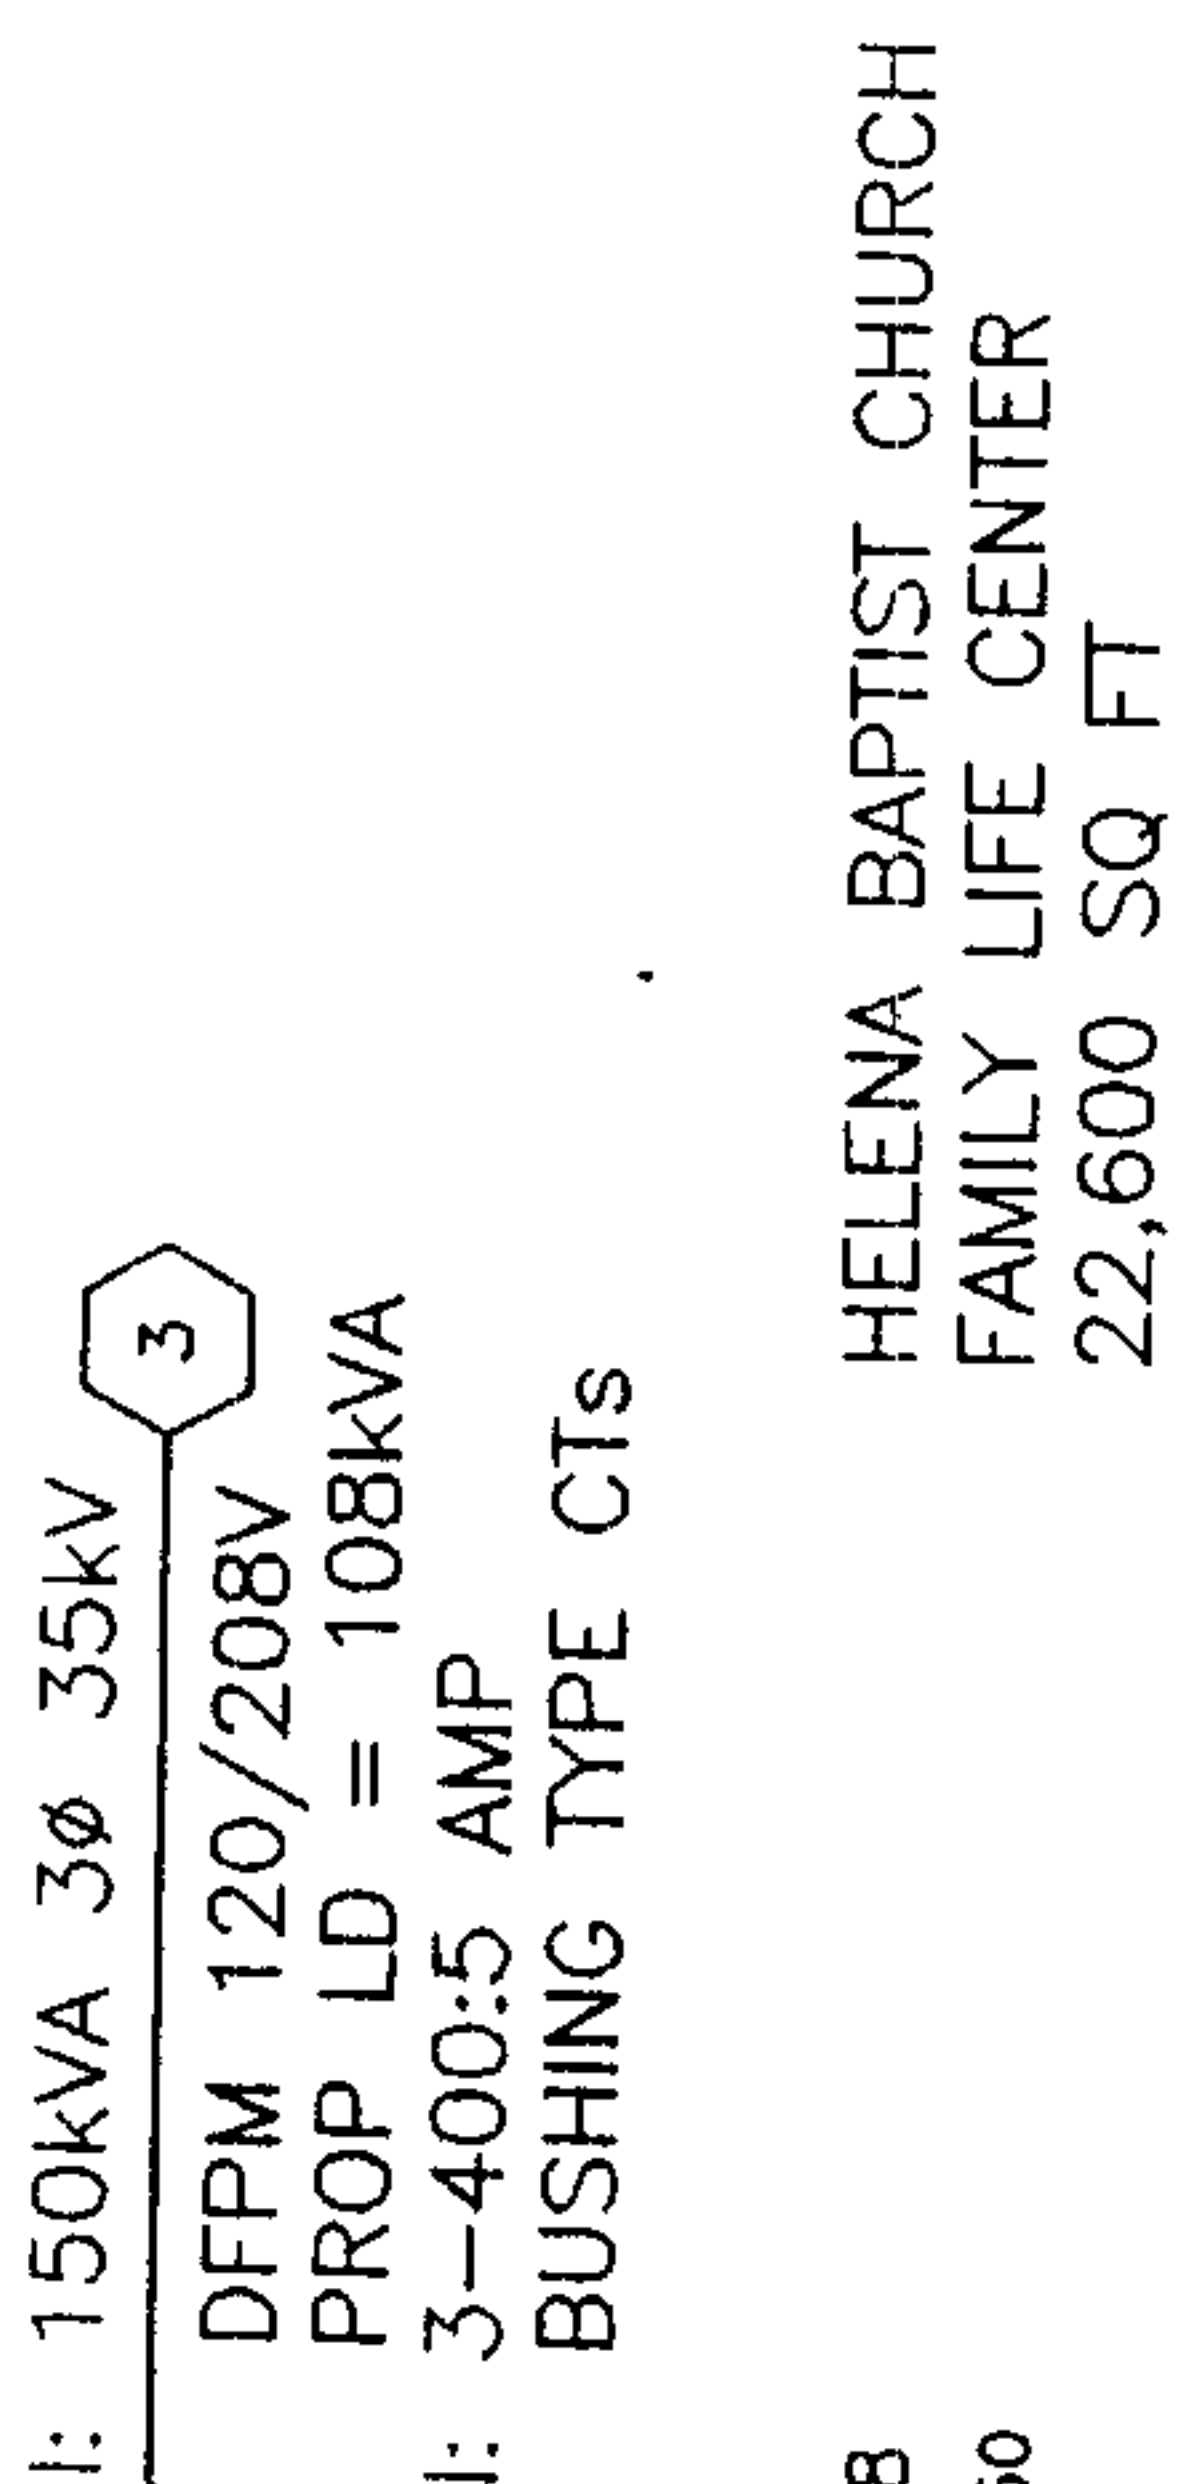 I: 150kVA 3Ø 35kV
3
DFPM 120/208V
PROP LD = 108kVA
I: 3-400:5 AMP
BUSHING TYPE CTs
HELENA BAPTIST CHURCH
FAMILY LIFE CENTER
22,600 SQ FT